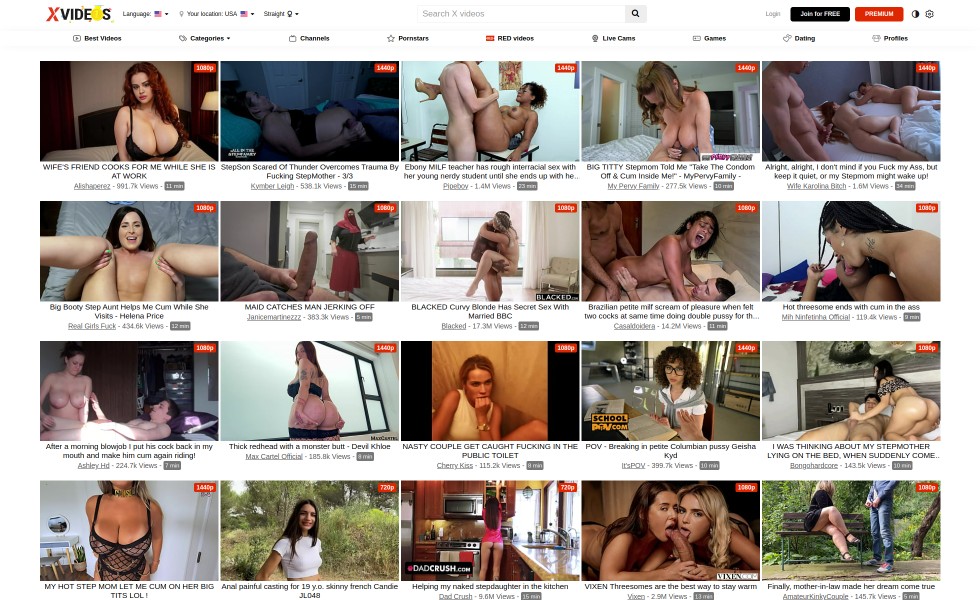 XVIDEOS
Language:
Your location: USA
Straight
Search X videos
Login
Join for FREE
PREMIUM
Best Videos
Categories
Channels
Pornstars
RED videos
Live Cams
Games
Dating
Profiles
1080p
1440p
1080p
1440p
1440p
WIFE'S FRIEND COOKS FOR ME WHILE SHE IS
AT WORK
Alishaperez - 991.7k Views - 11 min
StepSon Scared Of Thunder Overcomes Trauma By
Fucking StepMother - 3/3
Kymber Leigh - 538.1k Views - 15 min
Ebony MILF teacher has rough interracial sex with
her young nerdy student until she ends up with he...
Pipeboy - 1.4M Views - 23 min
BIG TITTY Stepmom Told Me "Take The Condom
Off & Cum Inside Me!" - MyPervyFamily -
My Pervy Family - 277.5k Views - 10 min
Alright, alright, I don't mind if you Fuck my Ass, but
keep it quiet, or my Stepmom might wake up!
Wife Karolina Bitch - 1.6M Views - 34 min
1080p
1080p
1080p
BLACKED
1080p
1080p
Big Booty Step Aunt Helps Me Cum While She
Visits - Helena Price
Real Girls Fuck - 434.6k Views - 12 min
MAID CATCHES MAN JERKING OFF
Janicemartinezzz - 383.3k Views - 5 min
BLACKED Curvy Blonde Has Secret Sex With
Married BBC
Blacked - 17.3M Views - 12 min
Brazilian petite milf scream of pleasure when felt
two cocks at same time doing double pussy for th...
Casaldoidera - 14.2M Views - 11 min
Hot threesome ends with cum in the ass
Mih Ninfetinha Official - 119.4k Views - 9 min
1080p
1440p
1080p
SCHOOL
PORN.COM
1440p
1080p
After a morning blowjob I put his cock back in my
mouth and make him cum again riding!
Ashley Hd - 224.7k Views - 7 min
Thick redhead with a monster butt - Devil Khloe
Max Cartel Official - 185.8k Views - 8 min
NASTY COUPLE GET CAUGHT FUCKING IN THE
PUBLIC TOILET
Cherry Kiss - 115.2k Views - 8 min
POV - Breaking in petite Columbian pussy Geisha
Kyd
ItsPOV - 399.7k Views - 10 min
I WAS THINKING ABOUT MY STEPMOTHER
LYING ON THE BED, WHEN SUDDENLY COME..
Bongohardcore - 143.5k Views - 10 min
1440p
720p
720p
DADCRUSH.COM
1080p
VIXEN.COM
1080p
MY HOT STEP MOM LET ME CUM ON HER BIG
TITS LOL !
Anal painful casting for 19 y.o. skinny french Candie
JL048
Helping my naked stepdaughter in the kitchen
Dad Crush - 9.6M Views - 15 min
VIXEN Threesomes are the best way to stay warm
Vixen - 2.9M Views - 13 min
Finally, mother-in-law made her dream come true
AmateurKinkyCouple - 145.7k Views - 5 min